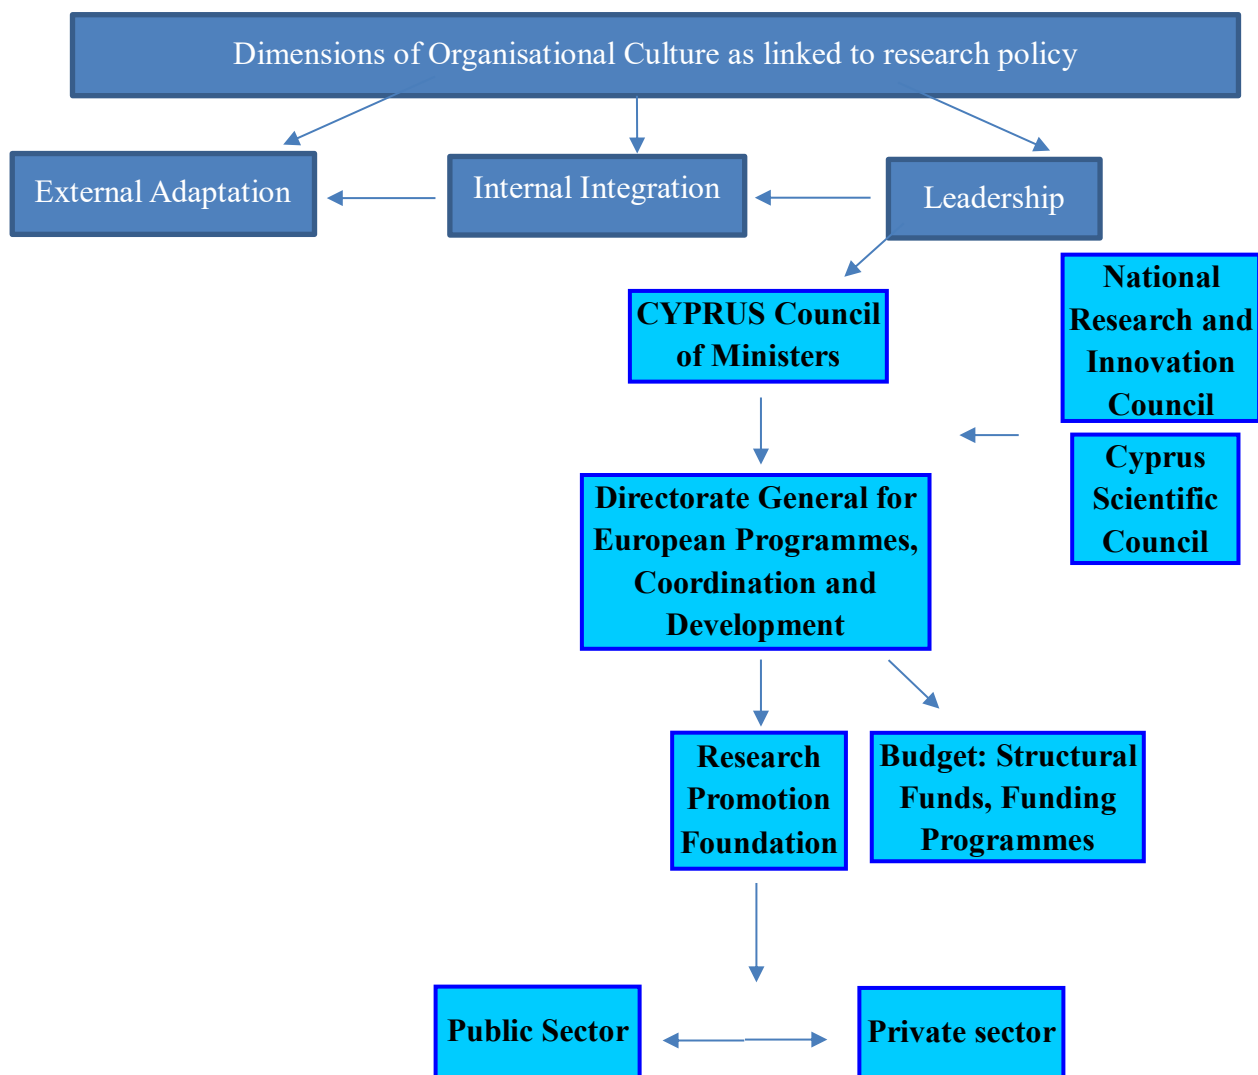 Dimensions of Organisational Culture as linked to research policy
External Adaptation
Internal Integration
Leadership
CYPRUS Council
of Ministers
National
Research and
Innovation
Council
Cyprus
Scientific
Council
Directorate General for
European Programmes,
Coordination and
Development
Research
Promotion
Foundation
Budget: Structural
Funds, Funding
Programmes
Public Sector
Private sector